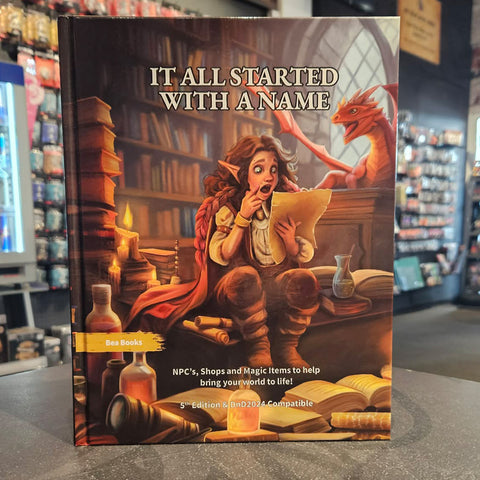 IT ALL STARTED
WITH A NAME
Bea Books
NPC's, Shops and Magic Items to help
bring your world to life!
5th Edition & DnD2024 Compatible